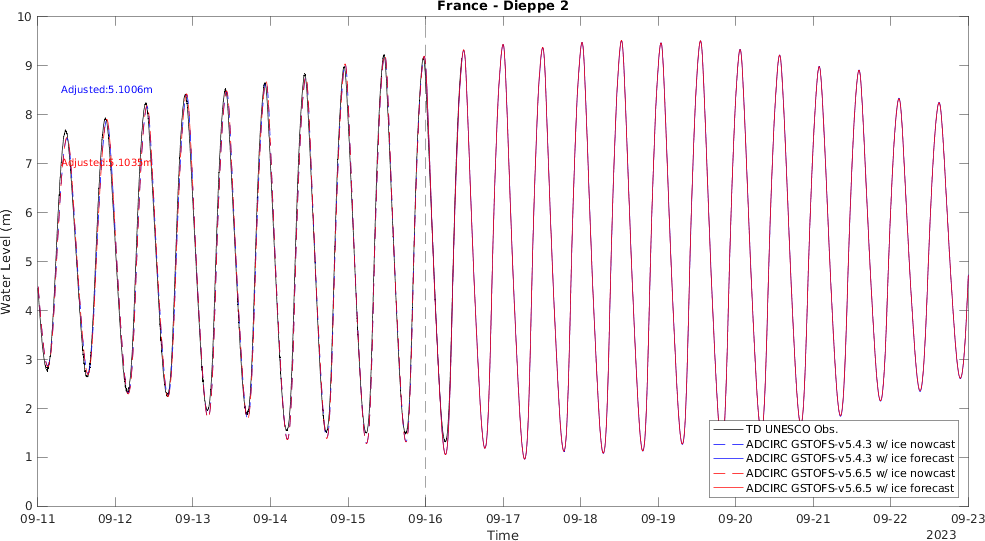 France - Dieppe 2
10
9
8
7
6
5
4
3
2
1
0
Water Level (m)
Adjusted:5.1006m
Adjusted:5.1035m
TD UNESCO Obs.
ADCIRC GSTOFS-v5.4.3 w/ ice nowcast
ADCIRC GSTOFS-v5.4.3 w/ ice forecast
ADCIRC GSTOFS-v5.6.5 w/ ice nowcast
ADCIRC GSTOFS-v5.6.5 w/ ice forecast
09-11 09-12 09-13 09-14 09-15 09-16 09-17 09-18 09-19 09-20 09-21 09-22 09-23
Time
2023